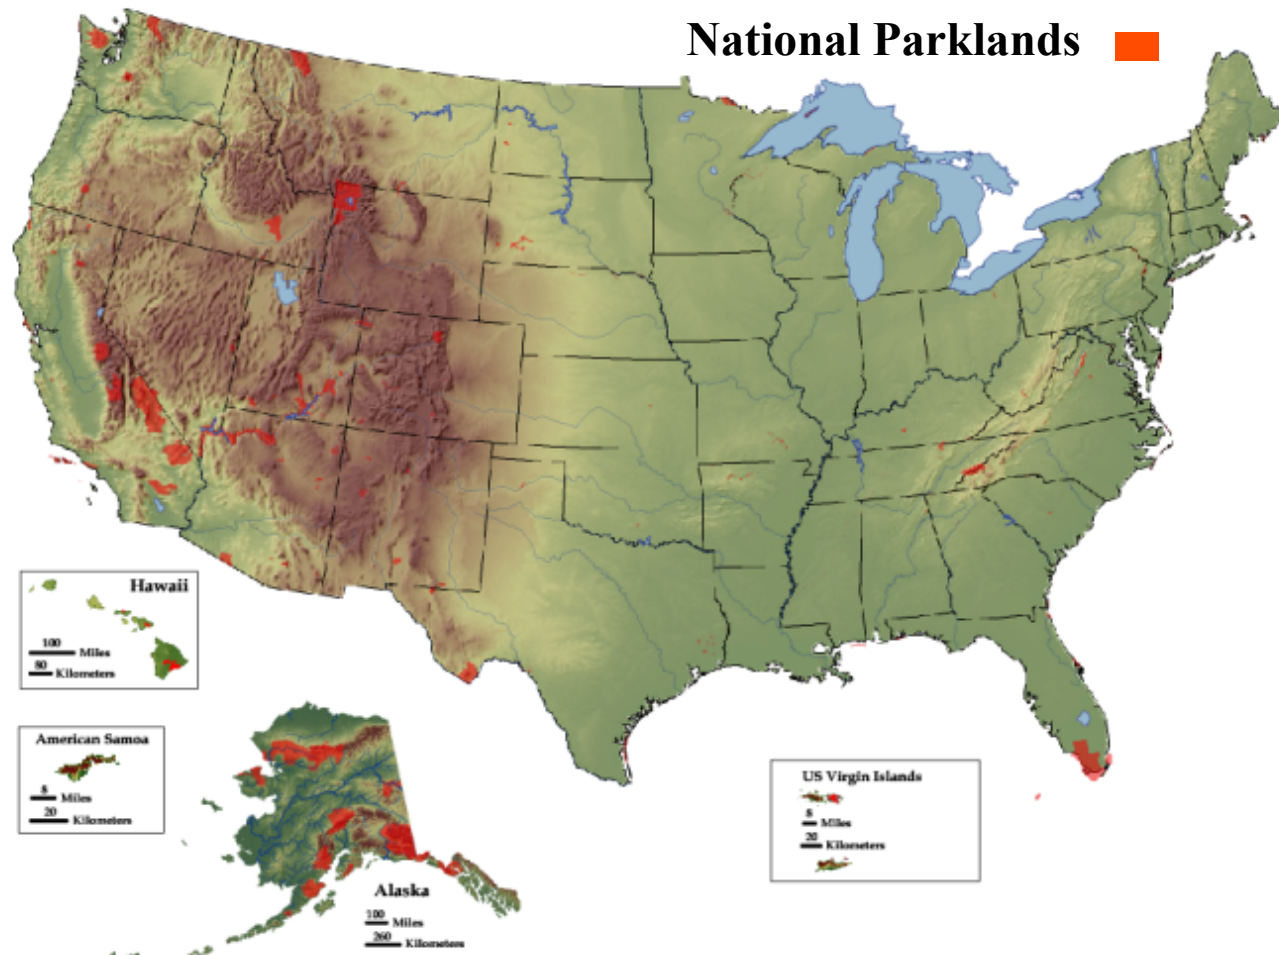 National Parklands
Hawaii
100
Miles
80
Kilometers
American Samoa
8
Miles
20
Kilometers
Alaska
100
Miles
260
Kilometers
US Virgin Islands
8
Miles
20
Kilometers